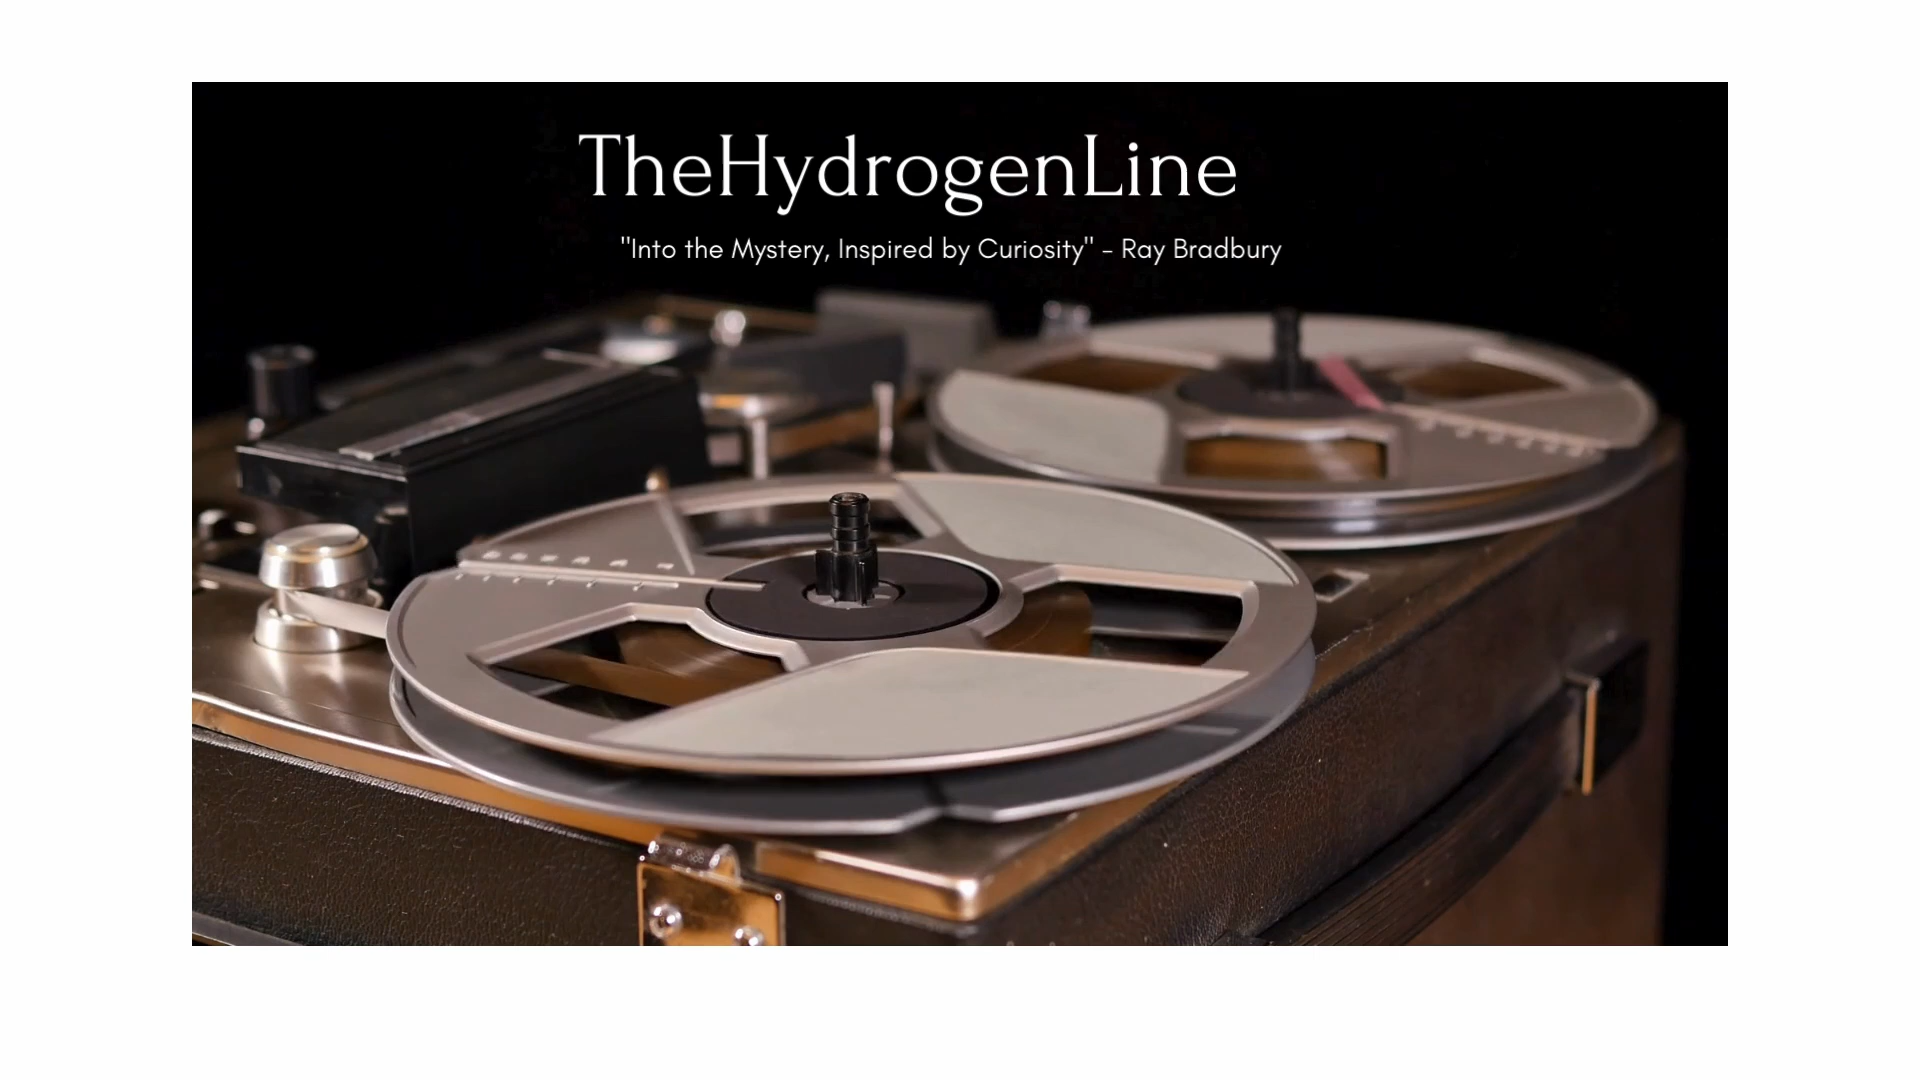 TheHydrogenLine
"Into the Mystery, Inspired by Curiosity" - Ray Bradbury